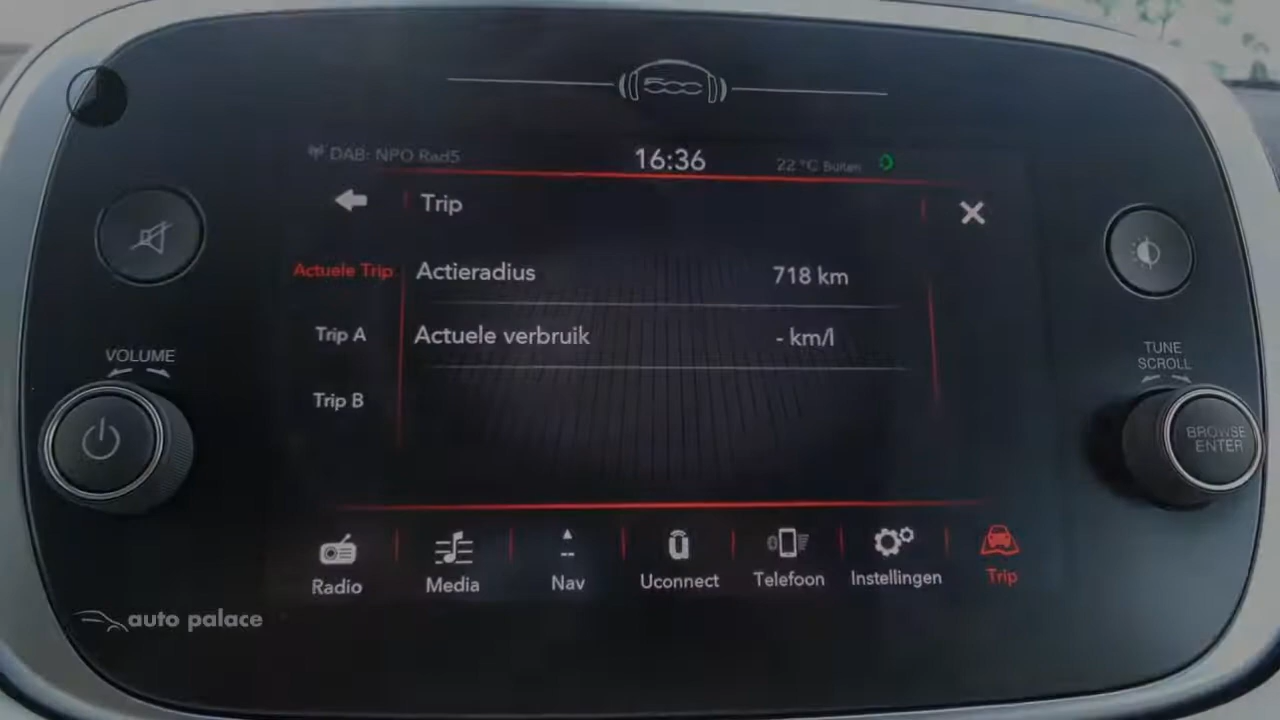 500
DAB: NPO Rad5
16:36
22 °C Buiten
Trip
Actuele Trip
Actieradius
718 km
Trip A
Actuele verbruik
- km/l
Trip B
VOLUME
TUNE
SCROLL
BROWSE
ENTER
Radio
Media
--
Nav
Uconnect
Telefoon
Instellingen
Trip
auto palace